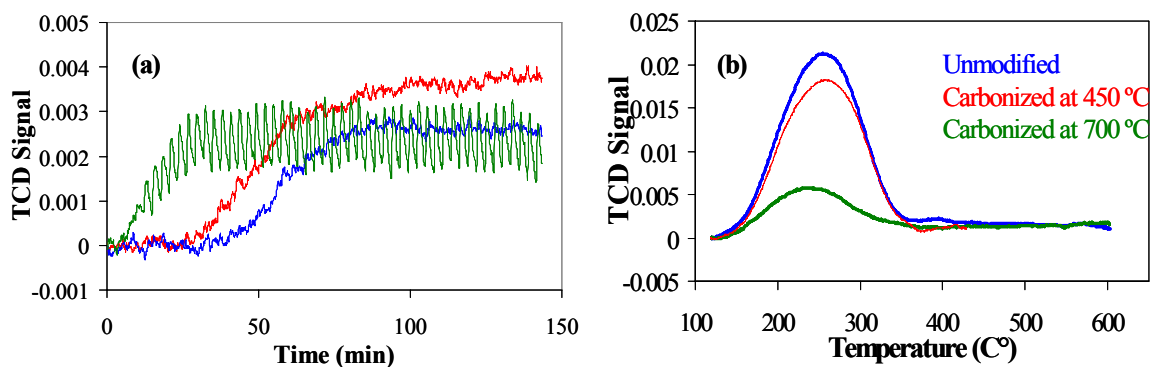 (a)
TCD Signal
0.005
0.004
0.003
0.002
0.001
0
-0.001
0
50
100
150
Time (min)
(b)
TCD Signal
0.025
0.02
0.015
0.01
0.005
0
-0.005
Unmodified
Carbonized at 450 ºC
Carbonized at 700 ºC
100
200
300
400
500
600
Temperature (C°)